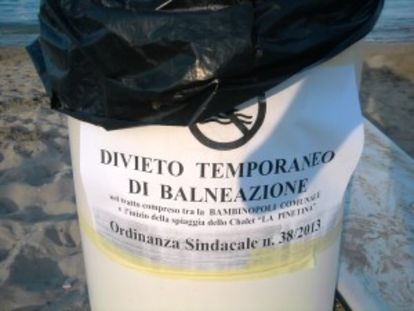 DIVIETO TEMPORANEO
DI BALNEAZIONE
nel tratto compreso tra la BAMBINOPOLI COMUNALE
e l'inizio della spiaggia dello Chalet "LA PINETINA"
Ordinanza Sindacale n. 38/2013